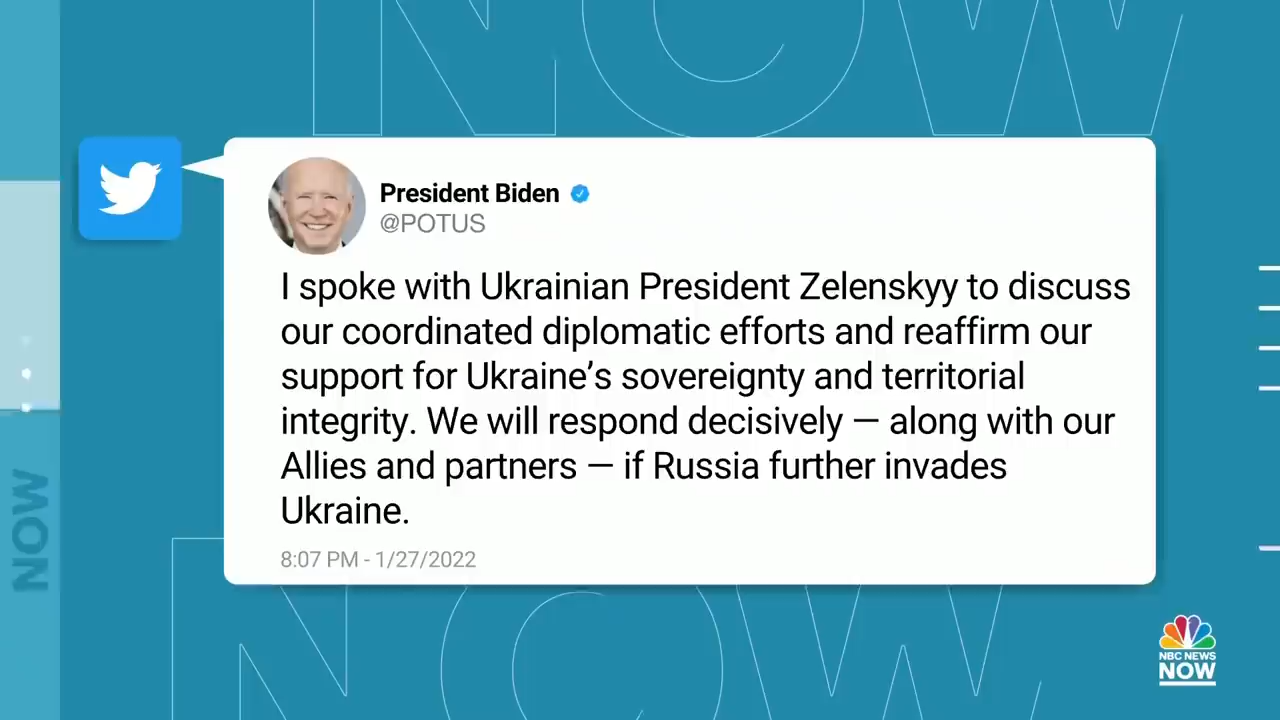 NOW
President Biden
@POTUS
I spoke with Ukrainian President Zelenskyy to discuss
our coordinated diplomatic efforts and reaffirm our
support for Ukraine’s sovereignty and territorial
integrity. We will respond decisively — along with our
Allies and partners — if Russia further invades
Ukraine.
8:07 PM - 1/27/2022
NOW
NOW
NBC NEWS
NOW